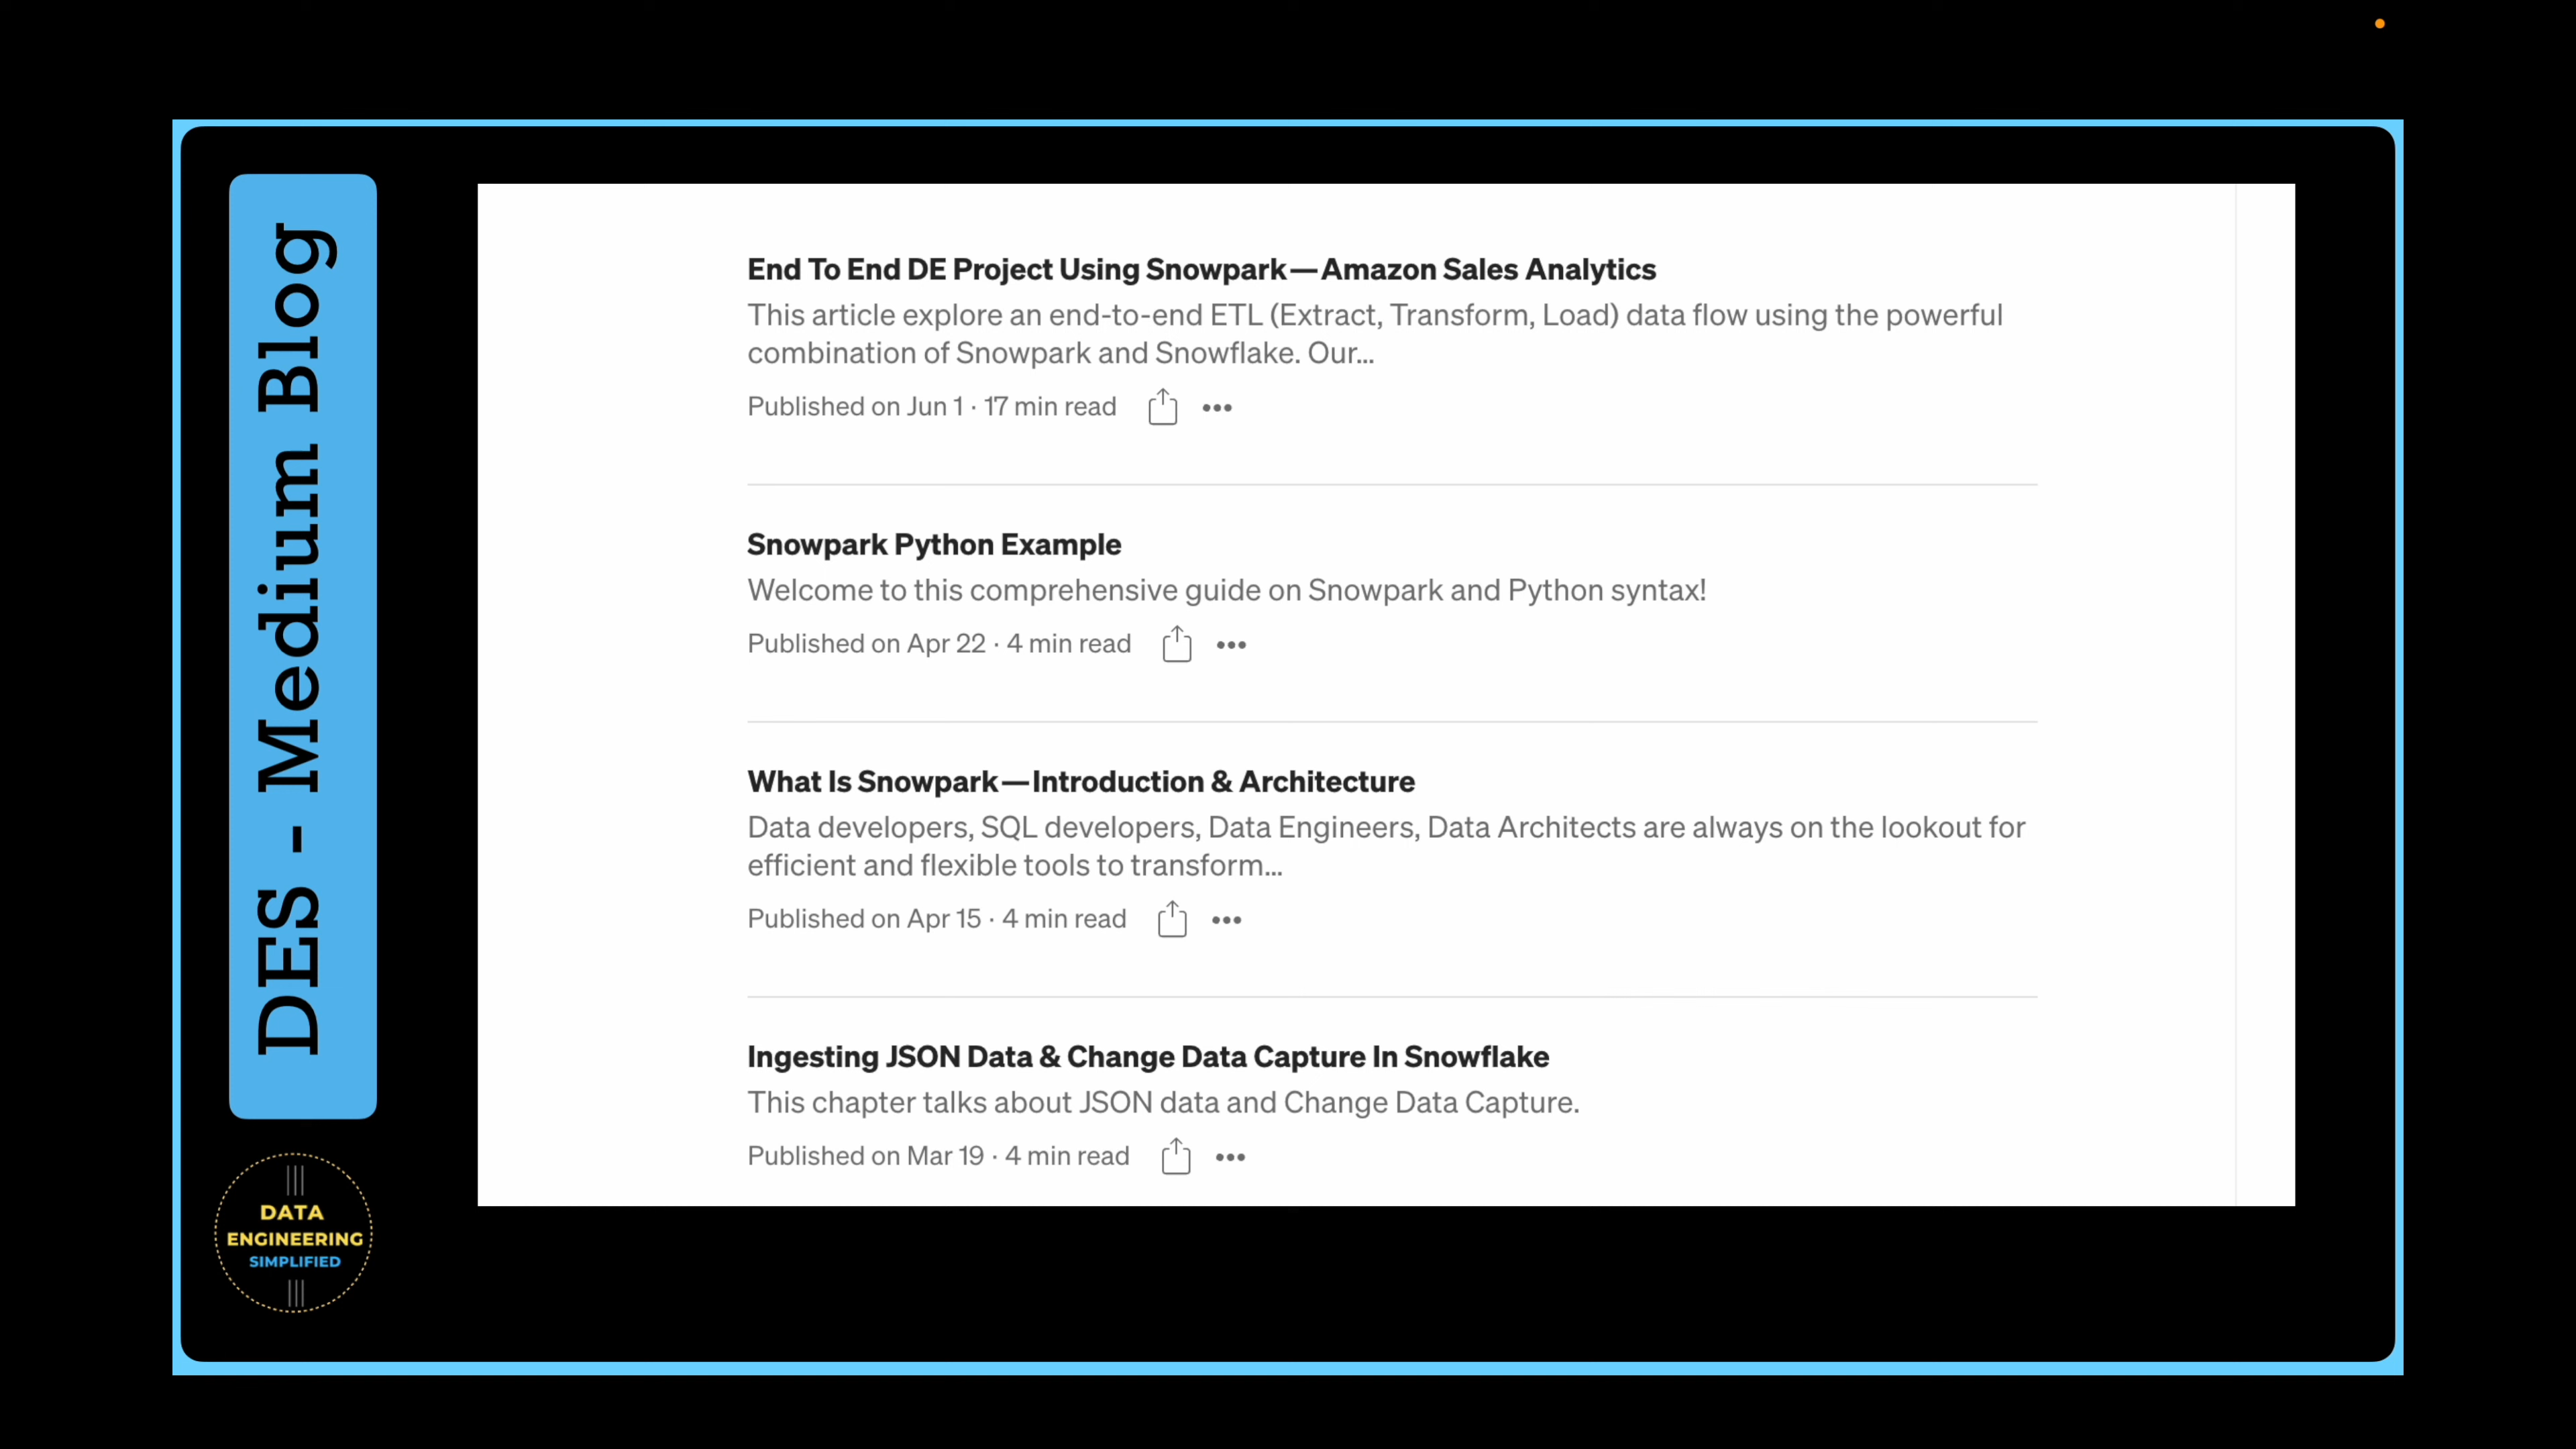 DES - Medium Blog
End To End DE Project Using Snowpark—Amazon Sales Analytics
This article explore an end-to-end ETL (Extract, Transform, Load) data flow using the powerful
combination of Snowpark and Snowflake. Our...
Published on Jun 1 · 17 min read
Snowpark Python Example
Welcome to this comprehensive guide on Snowpark and Python syntax!
Published on Apr 22 · 4 min read
What Is Snowpark—Introduction & Architecture
Data developers, SQL developers, Data Engineers, Data Architects are always on the lookout for
efficient and flexible tools to transform...
Published on Apr 15 · 4 min read
Ingesting JSON Data & Change Data Capture In Snowflake
This chapter talks about JSON data and Change Data Capture.
Published on Mar 19 · 4 min read
DATA
ENGINEERING
SIMPLIFIED